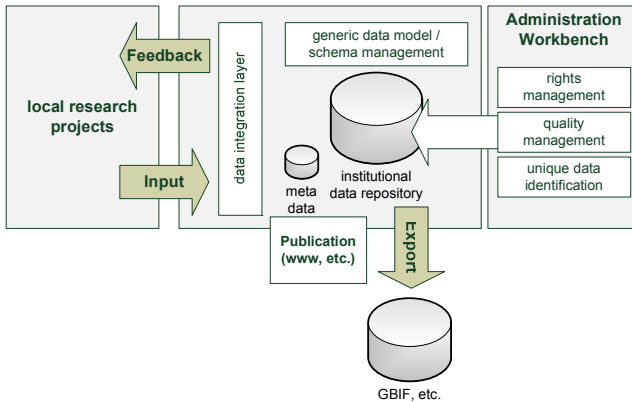 Feedback
local research
projects
Input
data integration layer
generic data model /
schema management
meta
data
institutional
data repository
Publication
(www, etc.)
Export
GBIF, etc.
Administration
Workbench
rights
management
quality
management
unique data
identification